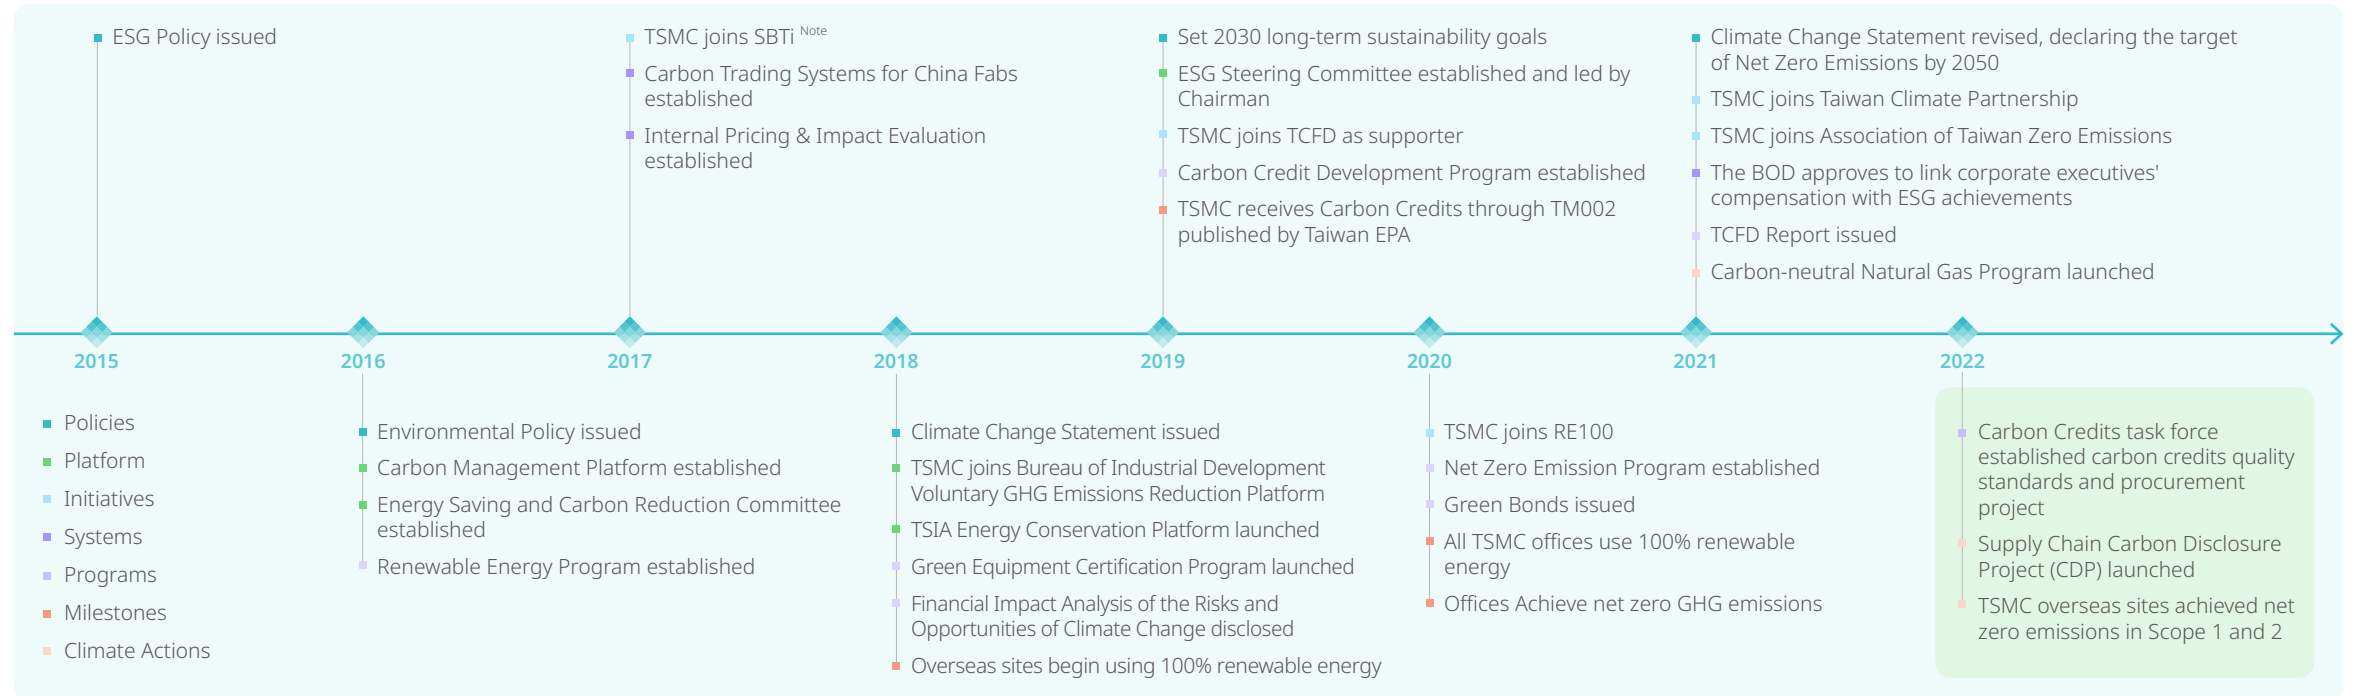 ESG Policy issued
TSMC joins SBTi Note
Carbon Trading Systems for China Fabs
established
Internal Pricing & Impact Evaluation
established
Set 2030 long-term sustainability goals
ESG Steering Committee established and led by
Chairman
TSMC joins TCFD as supporter
Carbon Credit Development Program established
TSMC receives Carbon Credits through TM002
published by Taiwan EPA
Climate Change Statement revised, declaring the target
of Net Zero Emissions by 2050
TSMC joins Taiwan Climate Partnership
TSMC joins Association of Taiwan Zero Emissions
The BOD approves to link corporate executives'
compensation with ESG achievements
TCFD Report issued
Carbon-neutral Natural Gas Program launched
2015
2016
2017
2018
2019
2020
2021
2022
Policies
Platform
Initiatives
Systems
Programs
Milestones
Climate Actions
Environmental Policy issued
Carbon Management Platform established
Energy Saving and Carbon Reduction Committee
established
Renewable Energy Program established
Climate Change Statement issued
TSMC joins Bureau of Industrial Development
Voluntary GHG Emissions Reduction Platform
TSIA Energy Conservation Platform launched
Green Equipment Certification Program launched
Financial Impact Analysis of the Risks and
Opportunities of Climate Change disclosed
Overseas sites begin using 100% renewable energy
TSMC joins RE100
Net Zero Emission Program established
Green Bonds issued
All TSMC offices use 100% renewable
energy
Offices Achieve net zero GHG emissions
Carbon Credits task force
established carbon credits quality
standards and procurement
project
Supply Chain Carbon Disclosure
Project (CDP) launched
TSMC overseas sites achieved net
zero emissions in Scope 1 and 2